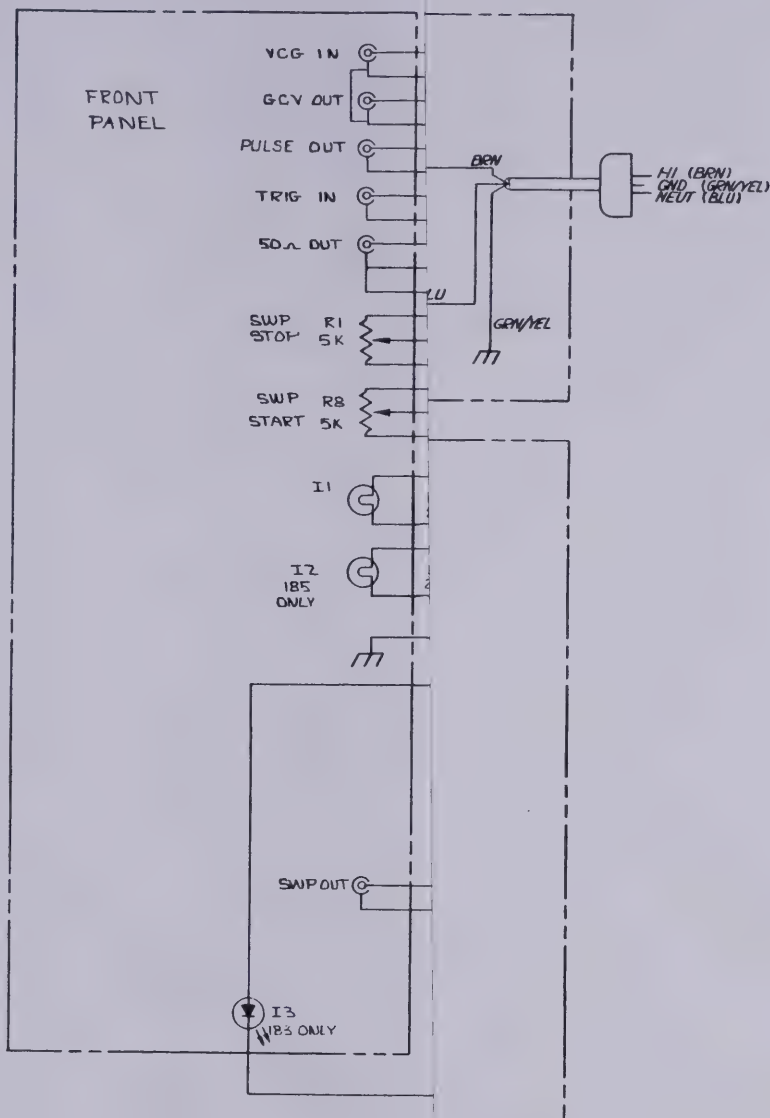 VCG IN
FRONT
PANEL
GCV OUT
PULSE OUT
TRIG IN
50Ω OUT
BRN
HI (BRN)
GND (GRN/YEL)
NEUT (BLU)
LU
GRN/YEL
SWP R1
STOP 5K
SWP R8
START 5K
I1
I2
185
ONLY
SWP OUT
I3
183 ONLY